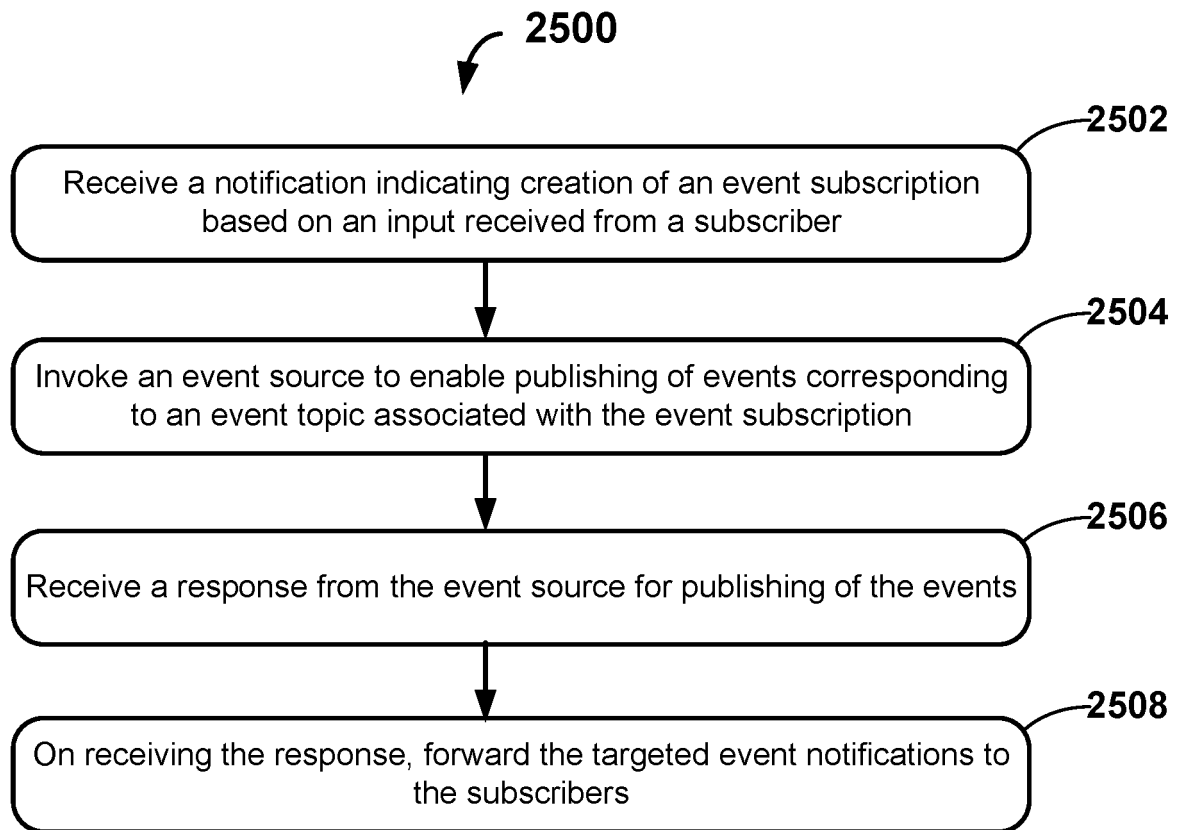 2500
2502
Receive a notification indicating creation of an event subscription
based on an input received from a subscriber
2504
Invoke an event source to enable publishing of events corresponding
to an event topic associated with the event subscription
2506
Receive a response from the event source for publishing of the events
2508
On receiving the response, forward the targeted event notifications to
the subscribers